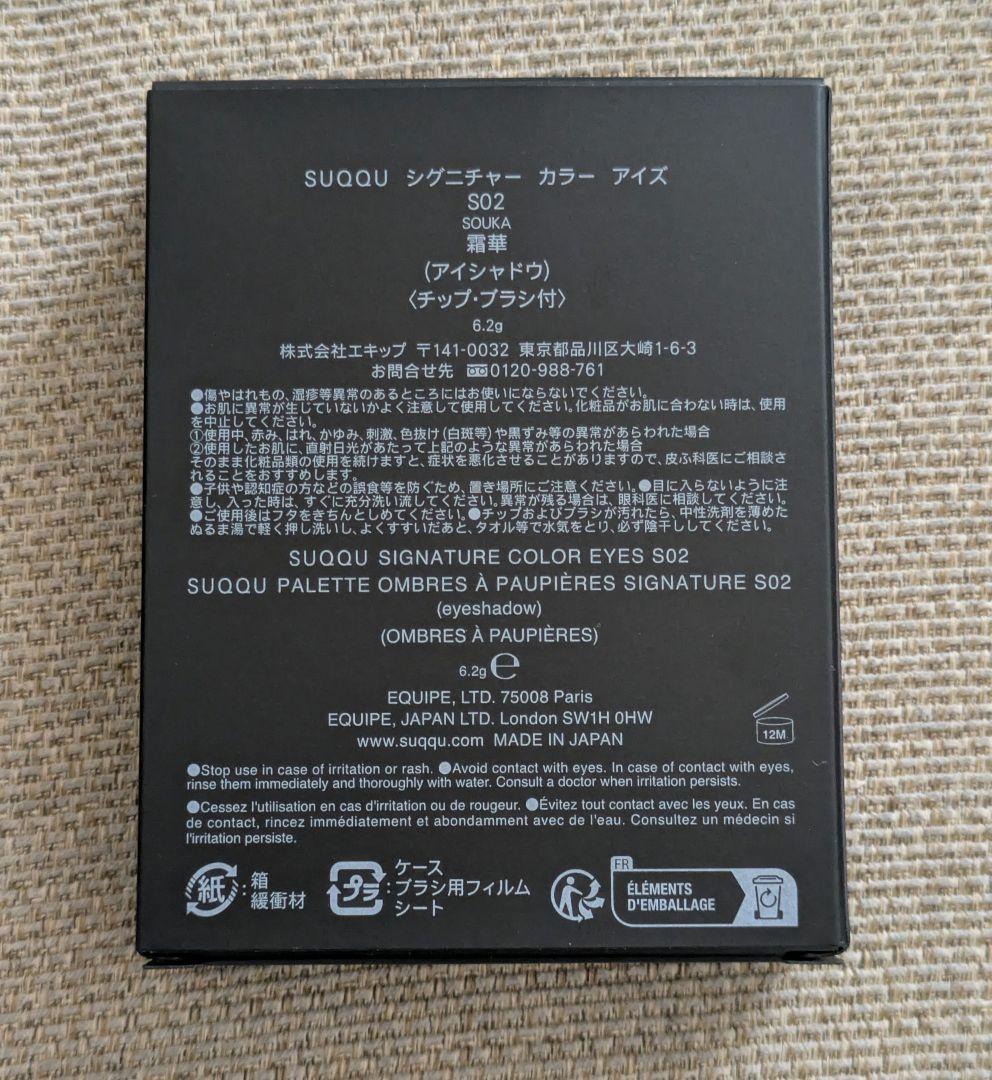 SUQQU シグニチャー カラー アイズ
S02
SOUKA
霜華
(アイシャドウ)
〈チップ・ブラシ付〉
6.2g
株式会社エキップ 〒141-0032 東京都品川区大崎1-6-3
お問合せ先 0120-988-761
●傷やはれもの、湿疹等異常のあるところにはお使いにならないでください。
●お肌に異常が生じていないかよく注意して使用してください。化粧品がお肌に合わない時は、使用
を中止してください。
①使用中、赤み、はれ、かゆみ、刺激、色抜け(白斑等)や黒ずみ等の異常があらわれた場合
②使用したお肌に、直射日光があたって上記のような異常があらわれた場合
そのまま化粧品類の使用を続けますと、症状を悪化させることがありますので、皮ふ科医にご相談さ
れることをおすすめします。
●子供や認知症の方などの誤食等を防ぐため、置き場所にご注意ください。●目に入らないように注
意し、入った時は、すぐに充分洗い流してください。異常が残る場合は、眼科医に相談してください。
●ご使用後はフタをきちんとしめてください。●チップおよびブラシが汚れたら、中性洗剤を薄めた
ぬるま湯で軽く押し洗いし、よくすすいだあと、タオル等で水気をとり、必ず陰干ししてください。
SUQQU SIGNATURE COLOR EYES S02
SUQQU PALETTE OMBRES À PAUPIÈRES SIGNATURE S02
(eyeshadow)
(OMBRES À PAUPIÈRES)
6.2g ℮
EQUIPE, LTD. 75008 Paris
EQUIPE, JAPAN LTD. London SW1H 0HW
www.suqqu.com MADE IN JAPAN
12M
●Stop use in case of irritation or rash. ●Avoid contact with eyes. In case of contact with eyes,
rinse them immediately and thoroughly with water. Consult a doctor when irritation persists.
●Cessez l'utilisation en cas d'irritation ou de rougeur. ●Évitez tout contact avec les yeux. En cas
de contact, rincez immédiatement et abondamment avec de l'eau. Consultez un médecin si
l'irritation persiste.
紙:箱
緩衝材
プラ:ケース
ブラシ用フィルム
シート
FR
ÉLÉMENTS
D'EMBALLAGE